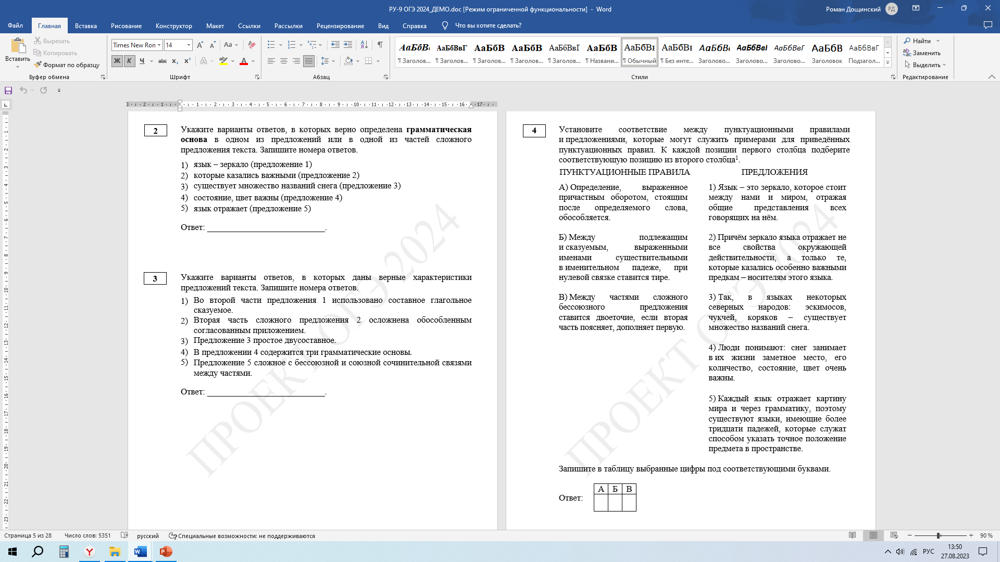 РУ-9 ОГЭ 2024_ДЕМО.doc [Режим ограниченной функциональности] - Word
Роман Дощинский
РД
Файл Главная Вставка Рисование Конструктор Макет Ссылки Рассылки Рецензирование Вид Справка Что вы хотите сделать?
Вставить
Вырезать
Копировать
Формат по образцу
Буфер обмена
Times New Ron 14
Шрифт
Абзац
АаБбВ АаБбВвГ АаБбВ АаБбВ АаБбВвІ АаБбВ АаБбВв АаБбВв АаБбВ АаБбВвІ АаБбВвГ АаБбВ АаБбВвГ
¶ Заголов... ¶ Заголов... ¶ Заголов... ¶ Заголов... ¶ Заголов... ¶ Названи... ¶ Обычный ¶ Без инте... Заголово... Заголово... Заголово... Заголовок Подзагол...
Стили
Найти
Заменить
Выделить
Редактирование
2
Укажите варианты ответов, в которых верно определена грамматическая
основа в одном из предложений или в одной из частей сложного
предложения текста. Запишите номера ответов.
1) язык – зеркало (предложение 1)
2) которые казались важными (предложение 2)
3) существует множество названий снега (предложение 3)
4) состояние, цвет важны (предложение 4)
5) язык отражает (предложение 5)
Ответ: ____________________________.
3
Укажите варианты ответов, в которых даны верные характеристики
предложений текста. Запишите номера ответов.
1) Во второй части предложения 1 использовано составное глагольное
сказуемое.
2) Вторая часть сложного предложения 2 осложнена обособленным
согласованным приложением.
3) Предложение 3 простое двусоставное.
4) В предложении 4 содержится три грамматические основы.
5) Предложение 5 сложное с бессоюзной и союзной сочинительной связями
между частями.
Ответ: ____________________________.
ПРОЕКТ ОГЭ 2024
4
Установите соответствие между пунктуационными правилами
и предложениями, которые могут служить примерами для приведённых
пунктуационных правил. К каждой позиции первого столбца подберите
соответствующую позицию из второго столбца¹.
ПУНКТУАЦИОННЫЕ ПРАВИЛА
А) Определение, выраженное
причастным оборотом, стоящим
после определяемого слова,
обособляется.
Б) Между подлежащим
и сказуемым, выраженными
именами существительными
в именительном падеже, при
нулевой связке ставится тире.
В) Между частями сложного
бессоюзного предложения
ставится двоеточие, если вторая
часть поясняет, дополняет первую.
ПРЕДЛОЖЕНИЯ
1) Язык – это зеркало, которое стоит
между нами и миром, отражая
общие представления всех
говорящих на нём.
2) Причём зеркало языка отражает не
все свойства окружающей
действительности, а только те,
которые казались особенно важными
предкам – носителям этого языка.
3) Так, в языках некоторых
северных народов: эскимосов,
чукчей, коряков – существует
множество названий снега.
4) Люди понимают: снег занимает
в их жизни заметное место, его
количество, состояние, цвет очень
важны.
5) Каждый язык отражает картину
мира и через грамматику, поэтому
существуют языки, имеющие более
тридцати падежей, которые служат
способом указать точное положение
предмета в пространстве.
Запишите в таблицу выбранные цифры под соответствующими буквами.
Ответ:
А Б В
ПРОЕКТ ОГЭ 2024
Страница 5 из 28 Число слов: 5351 русский Специальные возможности: не поддерживаются 90 %
РУС
13:50
27.08.2023